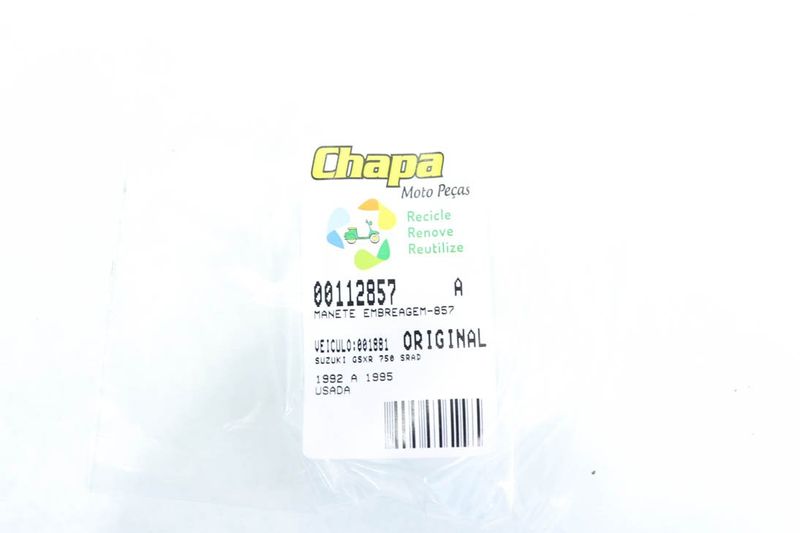 Chapa
Moto Peças
Recicle
Renove
Reutilize
00112857 A
MANETE EMBREAGEM-857
VEICULO:001881 ORIGINAL
SUZUKI GSXR 750 SRAD
1992 A 1995
USADA